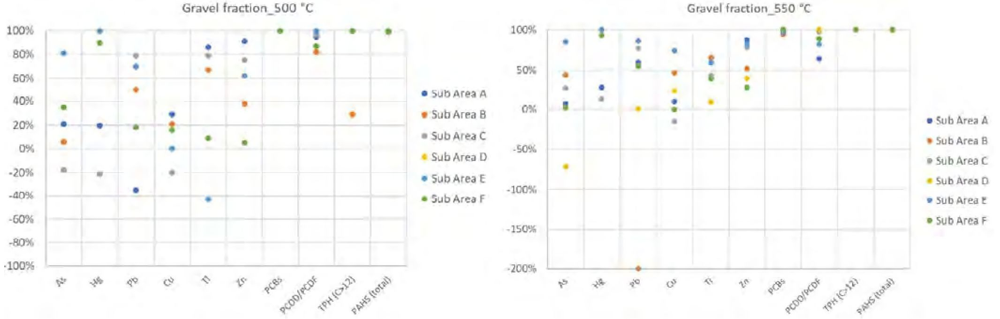 Gravel fraction_500 °C
100%
80%
60%
40%
20%
0%
-20%
-40%
-60%
-80%
-100%
As
Hg
Pb
Cu
Tl
Zn
PCBs
PCDD/PCDF
TPH (C>12)
PAHS (total)
Sub Area A
Sub Area B
Sub Area C
Sub Area D
Sub Area E
Sub Area F
Gravel fraction_550 °C
100%
50%
0%
-50%
-100%
-150%
-200%
As
Hg
Pb
Cu
Tl
Zn
PCBs
PCDD/PCDF
TPH (C>12)
PAHS (total)
Sub Area A
Sub Area B
Sub Area C
Sub Area D
Sub Area E
Sub Area F